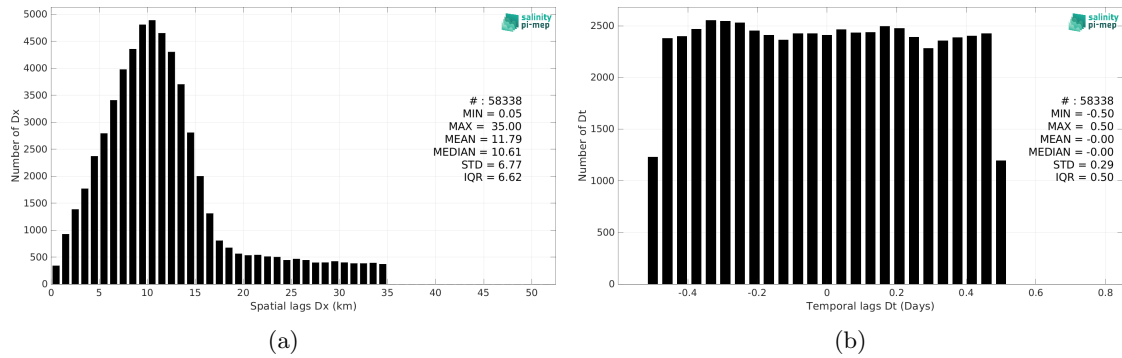 salinity
pi-mep
5000
4500
4000
3500
3000
2500
2000
1500
1000
500
0
Number of Dx
# : 58338
MIN = 0.05
MAX = 35.00
MEAN = 11.79
MEDIAN = 10.61
STD = 6.77
IQR = 6.62
0 5 10 15 20 25 30 35 40 45 50
Spatial lags Dx (km)
(a)
salinity
pi-mep
2500
2000
1500
1000
500
0
Number of Dt
# : 58338
MIN = -0.50
MAX = 0.50
MEAN = -0.00
MEDIAN = -0.00
STD = 0.29
IQR = 0.50
-0.4 -0.2 0 0.2 0.4 0.6 0.8
Temporal lags Dt (Days)
(b)